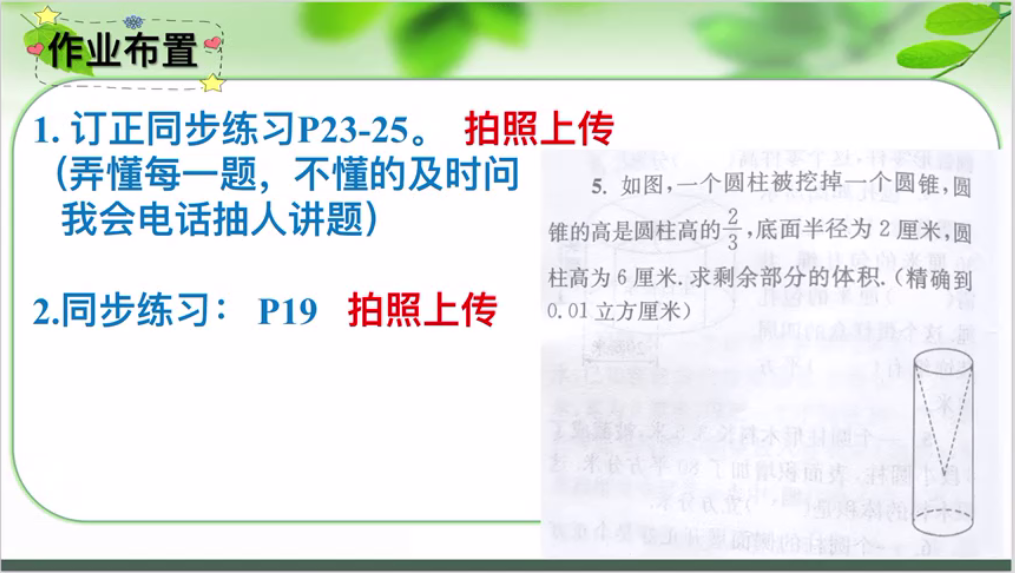 作业布置
1. 订正同步练习P23-25。 拍照上传
（弄懂每一题，不懂的及时问
我会电话抽人讲题）
2.同步练习： P19 拍照上传
5. 如图,一个圆柱被挖掉一个圆锥,圆
锥的高是圆柱高的2/3,底面半径为 2 厘米,圆
柱高为 6 厘米. 求剩余部分的体积.(精确到
0.01 立方厘米)